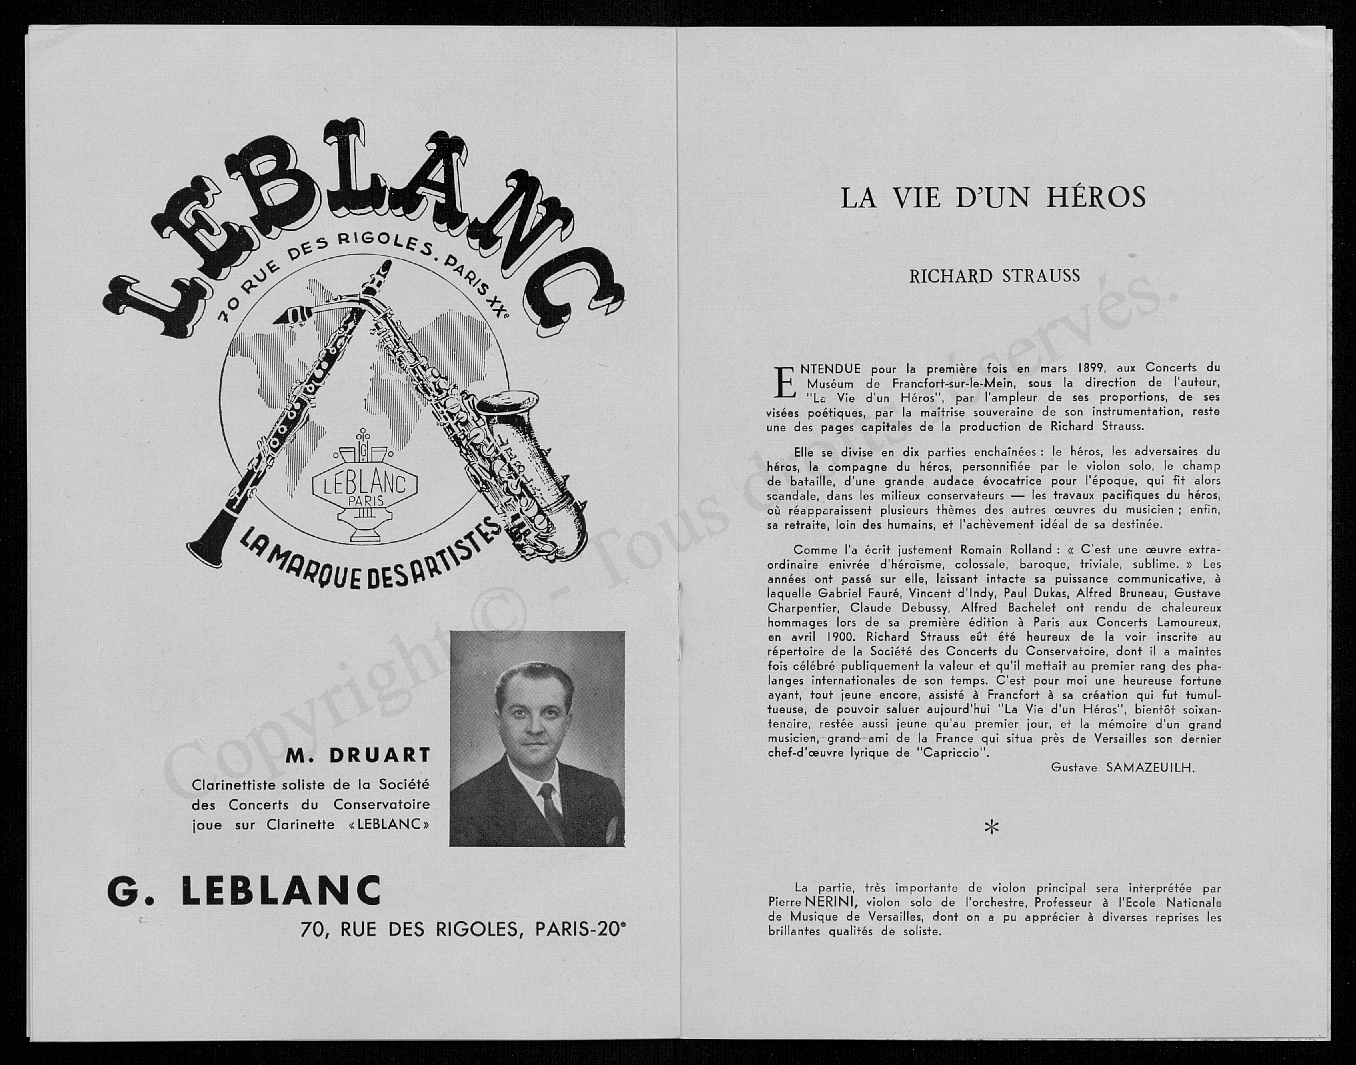 LEBLANC
70 RUE DES RIGOLES. PARIS XXe
LEBLANC
PARIS
LA MARQUE DES ARTISTES
M. DRUART
Clarinettiste soliste de la Société
des Concerts du Conservatoire
joue sur Clarinette «LEBLANC»
G. LEBLANC
70, RUE DES RIGOLES, PARIS-20e
LA VIE D'UN HÉROS
RICHARD STRAUSS
ENTENDUE pour la première fois en mars 1899, aux Concerts du
Muséum de Francfort-sur-le-Mein, sous la direction de l'auteur,
"La Vie d'un Héros", par l'ampleur de ses proportions, de ses
visées poétiques, par la maîtrise souveraine de son instrumentation, reste
une des pages capitales de la production de Richard Strauss.
Elle se divise en dix parties enchaînées : le héros, les adversaires du
héros, la compagne du héros, personnifiée par le violon solo, le champ
de bataille, d'une grande audace évocatrice pour l'époque, qui fit alors
scandale, dans les milieux conservateurs — les travaux pacifiques du héros,
où réapparaissent plusieurs thèmes des autres œuvres du musicien ; enfin,
sa retraite, loin des humains, et l'achèvement idéal de sa destinée.
Comme l'a écrit justement Romain Rolland : « C'est une œuvre extra-
ordinaire enivrée d'héroïsme, colossale, baroque, triviale, sublime. » Les
années ont passé sur elle, laissant intacte sa puissance communicative, à
laquelle Gabriel Fauré, Vincent d'Indy, Paul Dukas, Alfred Bruneau, Gustave
Charpentier, Claude Debussy, Alfred Bachelet ont rendu de chaleureux
hommages lors de sa première édition à Paris aux Concerts Lamoureux,
en avril 1900. Richard Strauss eût été heureux de la voir inscrite au
répertoire de la Société des Concerts du Conservatoire, dont il a maintes
fois célébré publiquement la valeur et qu'il mettait au premier rang des pha-
langes internationales de son temps. C'est pour moi une heureuse fortune
ayant, tout jeune encore, assisté à Francfort à sa création qui fut tumul-
tueuse, de pouvoir saluer aujourd'hui "La Vie d'un Héros", bientôt soixan-
tenaire, restée aussi jeune qu'au premier jour, et la mémoire d'un grand
musicien, grand ami de la France qui situa près de Versailles son dernier
chef-d'œuvre lyrique de "Capriccio".
Gustave SAMAZEUILH.
*
La partie, très importante de violon principal sera interprétée par
Pierre NERINI, violon solo de l'orchestre, Professeur à l'Ecole Nationale
de Musique de Versailles, dont on a pu apprécier à diverses reprises les
brillantes qualités de soliste.
Copyright © - Tous droits réservés.